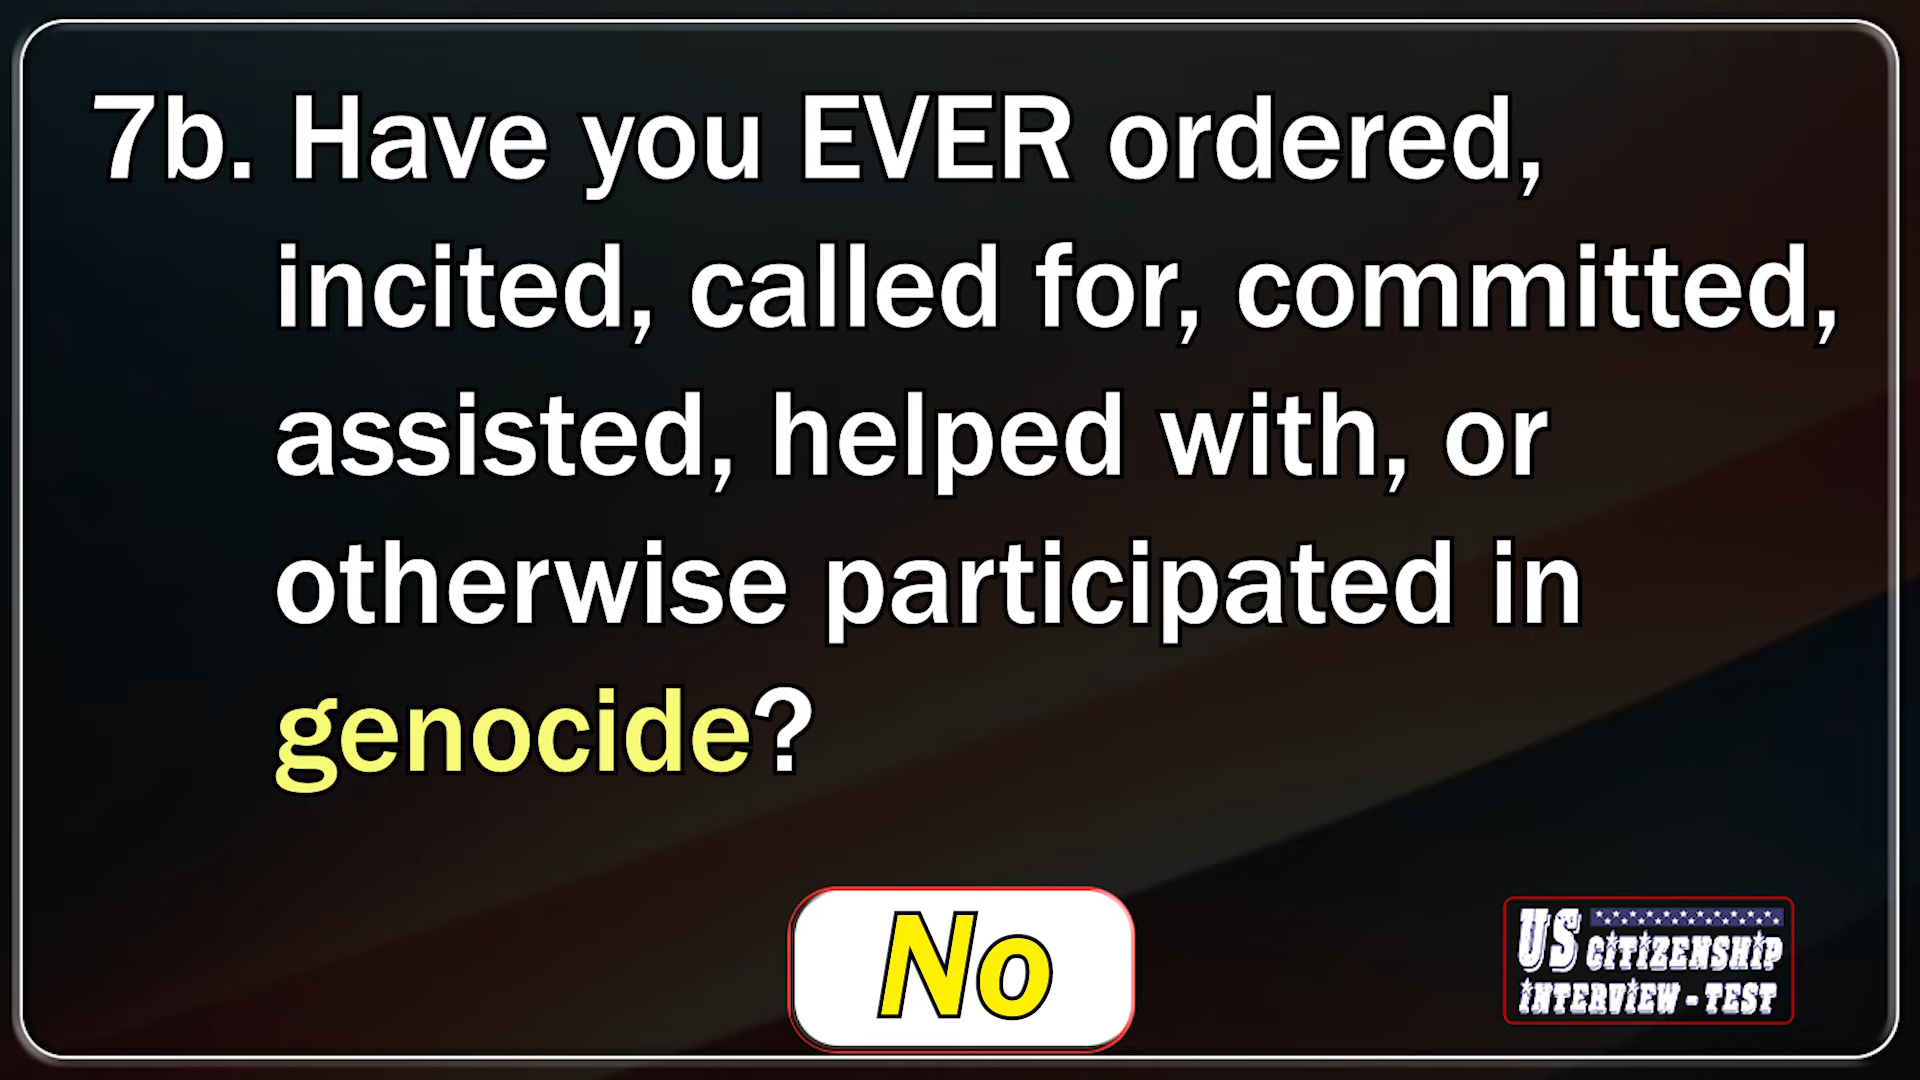 7b. Have you EVER ordered,
incited, called for, committed,
assisted, helped with, or
otherwise participated in
genocide?
No
US CITIZENSHIP
INTERVIEW - TEST